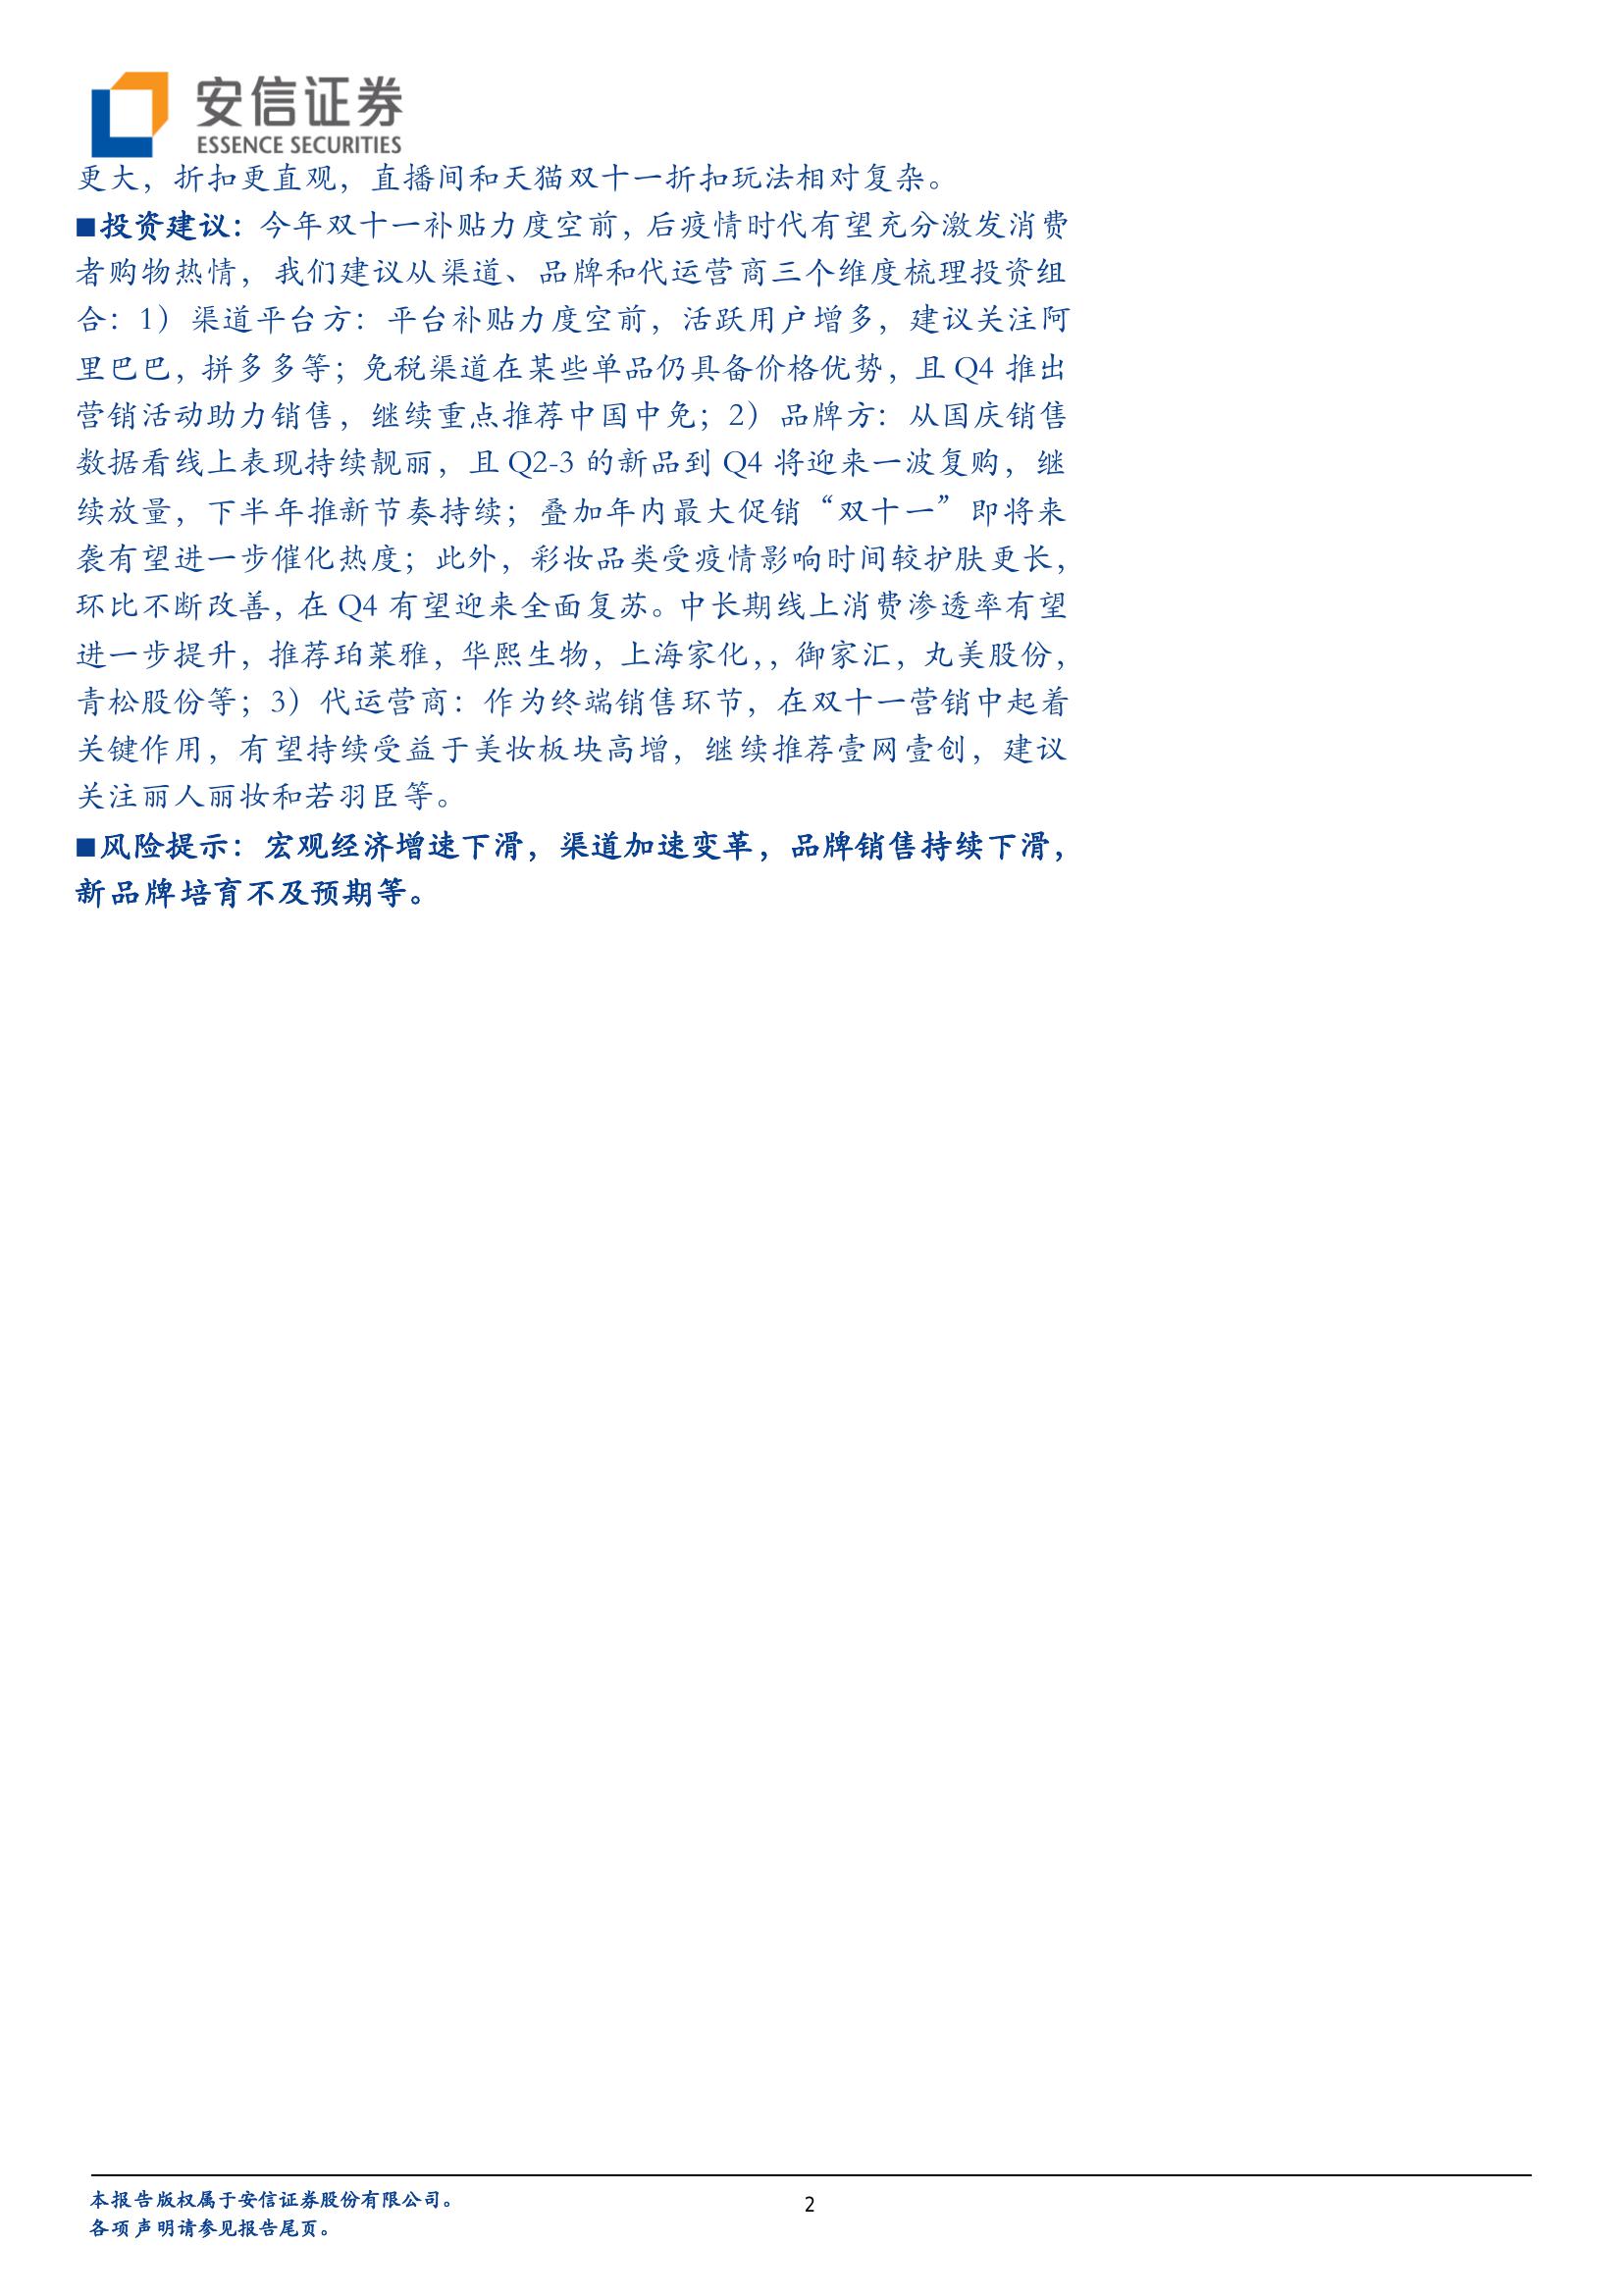 安信证券
ESSENCE SECURITIES
更大，折扣更直观，直播间和天猫双十一折扣玩法相对复杂。
■投资建议：今年双十一补贴力度空前，后疫情时代有望充分激发消费
者购物热情，我们建议从渠道、品牌和代运营商三个维度梳理投资组
合：1）渠道平台方：平台补贴力度空前，活跃用户增多，建议关注阿
里巴巴，拼多多等；免税渠道在某些单品仍具备价格优势，且 Q4 推出
营销活动助力销售，继续重点推荐中国中免；2）品牌方：从国庆销售
数据看线上表现持续靓丽，且 Q2-3 的新品到 Q4 将迎来一波复购，继
续放量，下半年推新节奏持续；叠加年内最大促销“双十一”即将来
袭有望进一步催化热度；此外，彩妆品类受疫情影响时间较护肤更长，
环比不断改善，在 Q4 有望迎来全面复苏。中长期线上消费渗透率有望
进一步提升，推荐珀莱雅，华熙生物，上海家化，，御家汇，丸美股份，
青松股份等；3）代运营商：作为终端销售环节，在双十一营销中起着
关键作用，有望持续受益于美妆板块高增，继续推荐壹网壹创，建议
关注丽人丽妆和若羽臣等。
■风险提示：宏观经济增速下滑，渠道加速变革，品牌销售持续下滑，
新品牌培育不及预期等。
本报告版权属于安信证券股份有限公司。
各项声明请参见报告尾页。
2